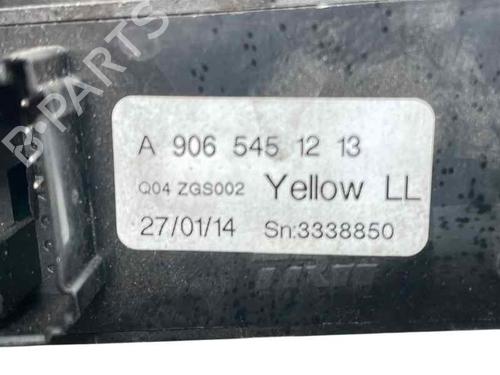 B-PARTS
A 906 545 12 13
Q04 ZGS002 Yellow LL
27/01/14 Sn:3338850